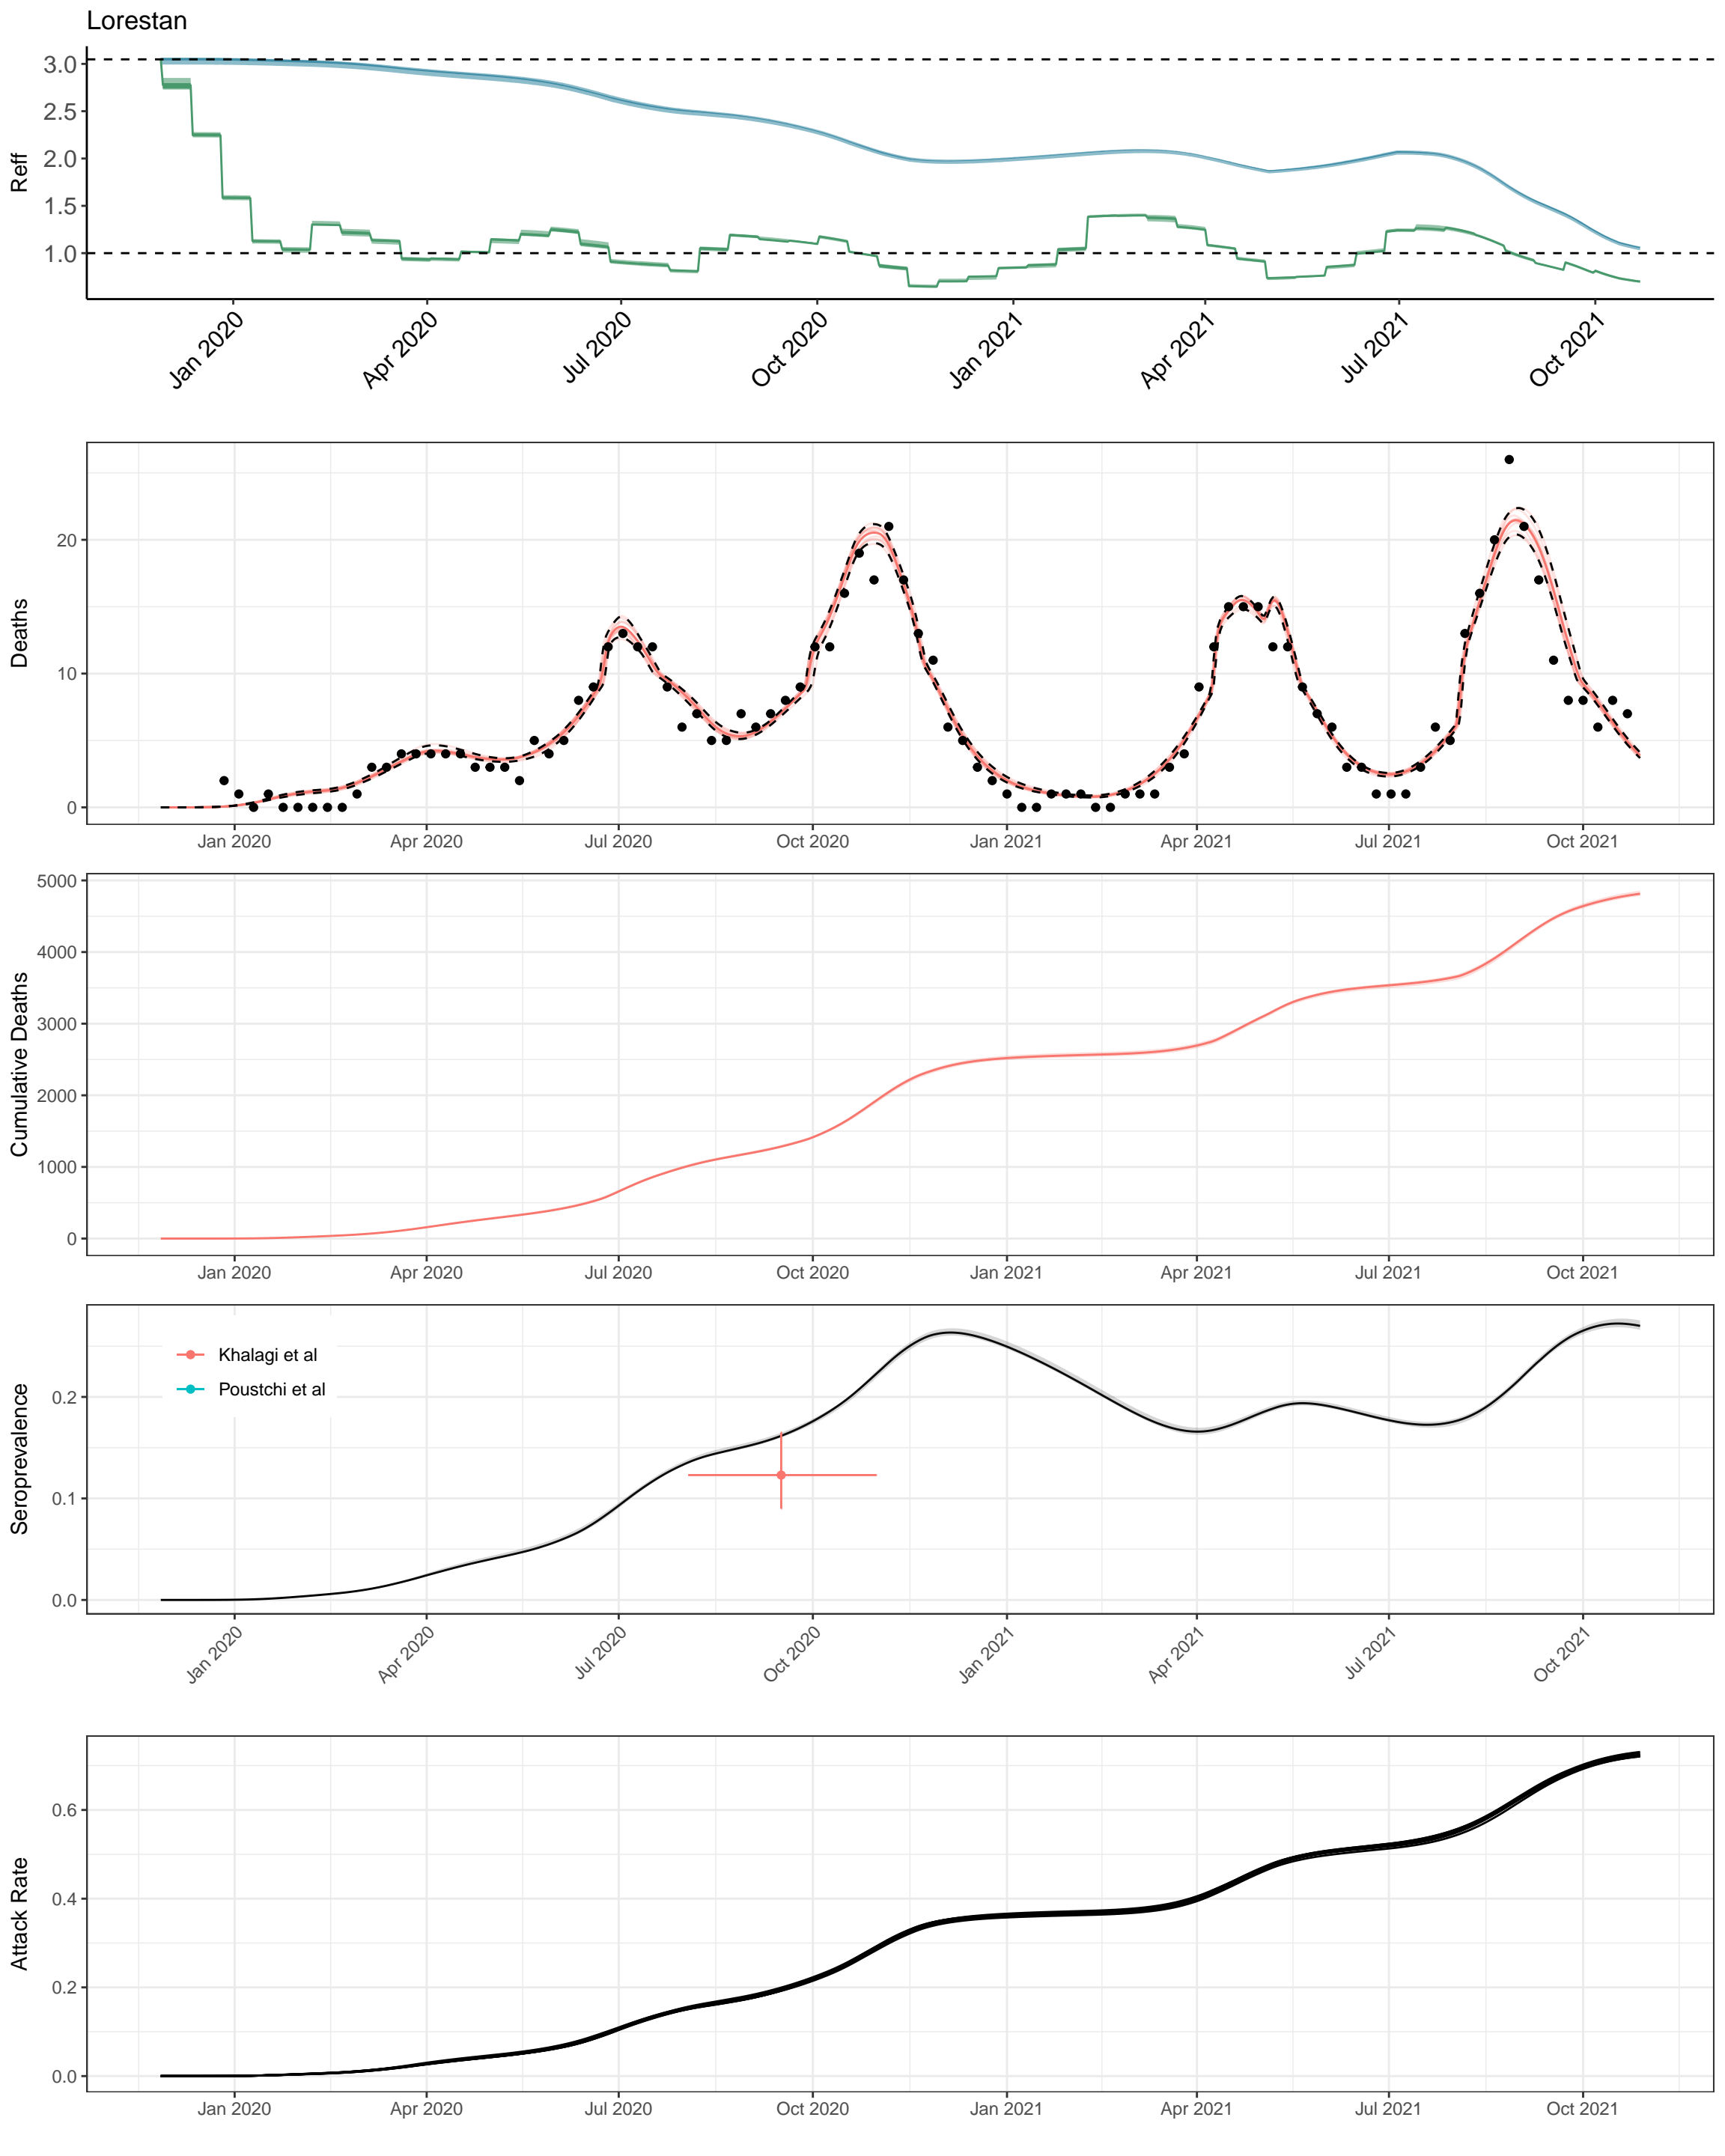 Lorestan
Reff
3.0
2.5
2.0
1.5
1.0
Jan 2020
Apr 2020
Jul 2020
Oct 2020
Jan 2021
Apr 2021
Jul 2021
Oct 2021
Deaths
20
10
0
Jan 2020
Apr 2020
Jul 2020
Oct 2020
Jan 2021
Apr 2021
Jul 2021
Oct 2021
Cumulative Deaths
5000
4000
3000
2000
1000
0
Jan 2020
Apr 2020
Jul 2020
Oct 2020
Jan 2021
Apr 2021
Jul 2021
Oct 2021
Seroprevalence
Khalagi et al
Poustchi et al
0.2
0.1
0.0
Jan 2020
Apr 2020
Jul 2020
Oct 2020
Jan 2021
Apr 2021
Jul 2021
Oct 2021
Attack Rate
0.6
0.4
0.2
0.0
Jan 2020
Apr 2020
Jul 2020
Oct 2020
Jan 2021
Apr 2021
Jul 2021
Oct 2021